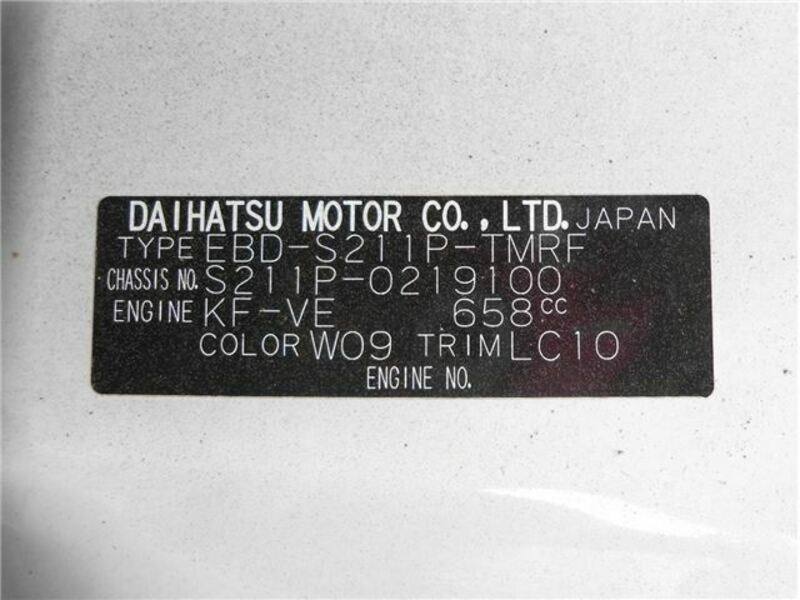 DAIHATSU MOTOR CO., LTD. JAPAN
TYPE EBD-S211P-TMRF
CHASSIS NO. S211P-0219100
ENGINE KF-VE 658cc
COLOR W09 TRIM LC10
ENGINE NO.